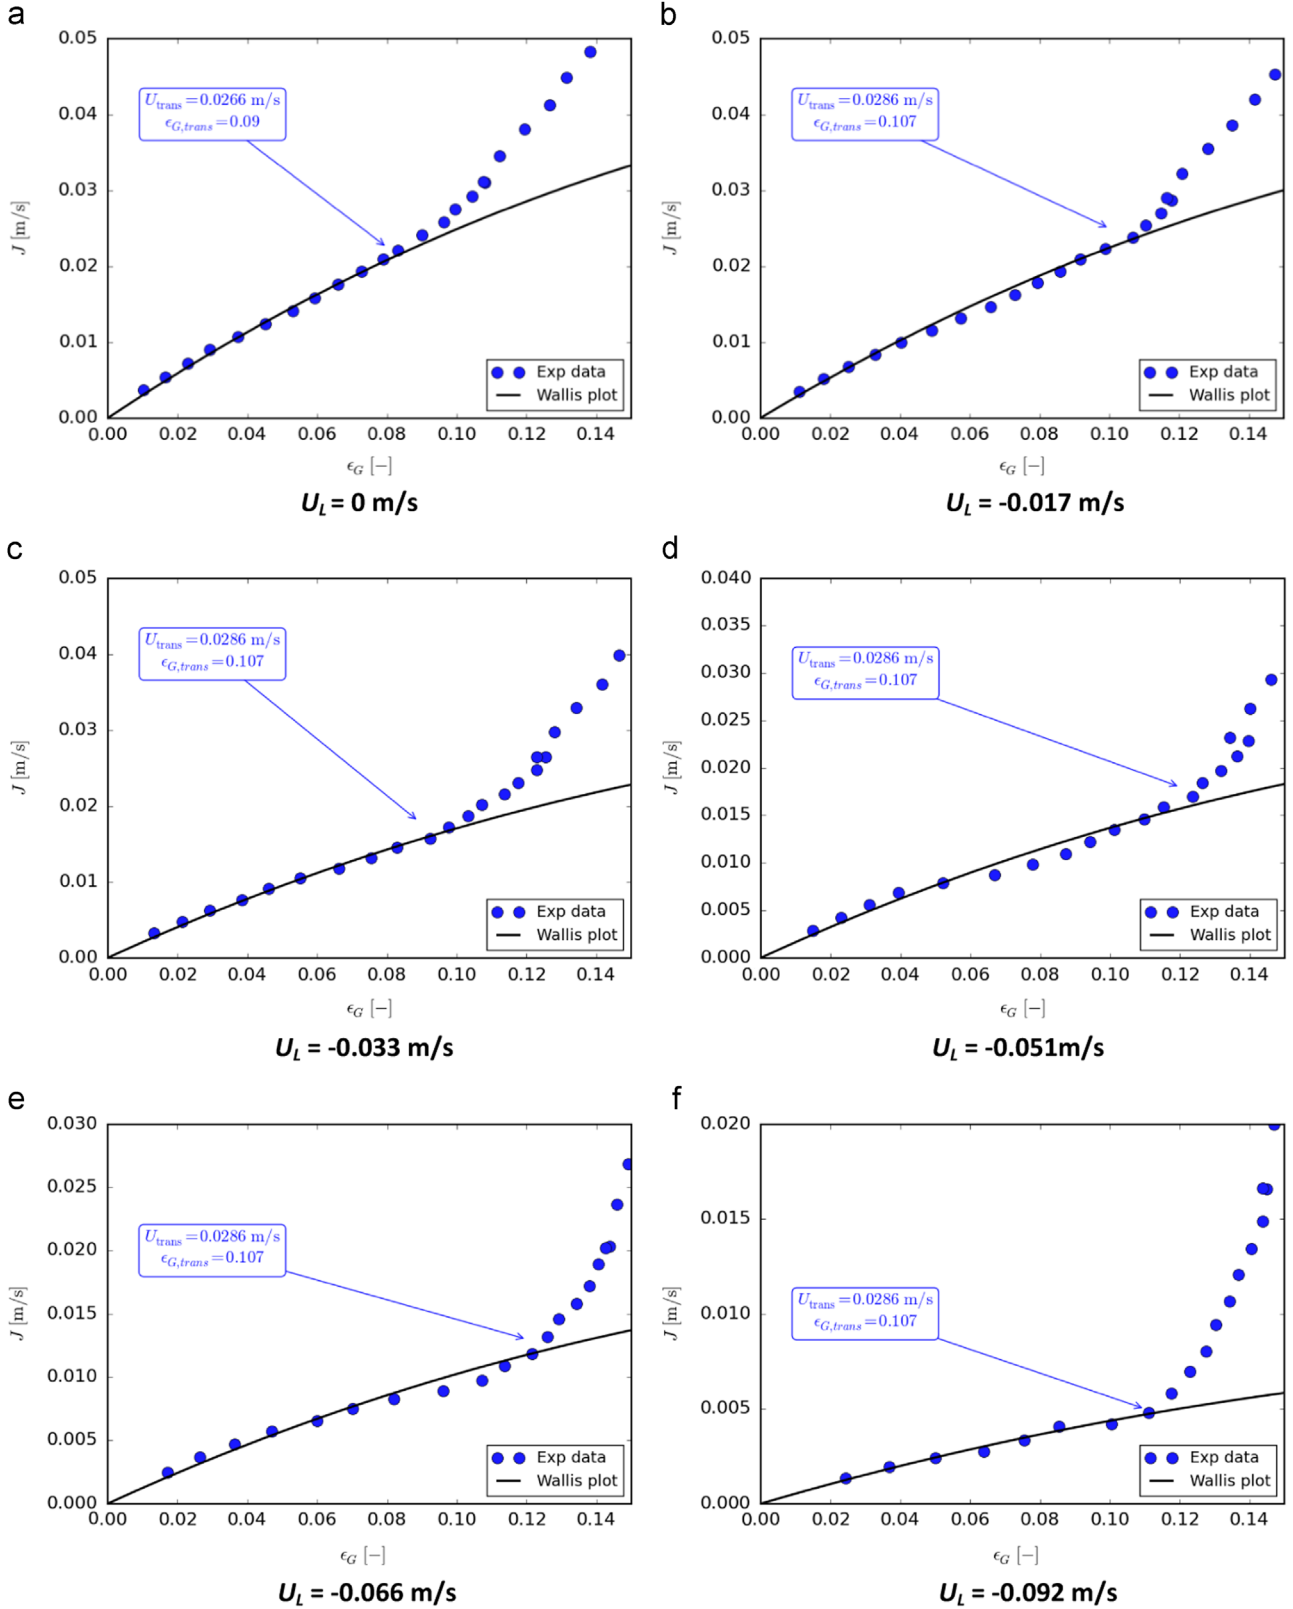 a
0.05
0.04
0.03
0.02
0.01
0.00
J [m/s]
U_trans=0.0266 m/s
ϵ_G,trans=0.09
Exp data
Wallis plot
0.00 0.02 0.04 0.06 0.08 0.10 0.12 0.14
ϵ_G [−]
U_L = 0 m/s
b
0.05
0.04
0.03
0.02
0.01
0.00
J [m/s]
U_trans=0.0286 m/s
ϵ_G,trans=0.107
Exp data
Wallis plot
0.00 0.02 0.04 0.06 0.08 0.10 0.12 0.14
ϵ_G [−]
U_L = -0.017 m/s
c
0.05
0.04
0.03
0.02
0.01
0.00
J [m/s]
U_trans=0.0286 m/s
ϵ_G,trans=0.107
Exp data
Wallis plot
0.00 0.02 0.04 0.06 0.08 0.10 0.12 0.14
ϵ_G [−]
U_L = -0.033 m/s
d
0.040
0.035
0.030
0.025
0.020
0.015
0.010
0.005
0.000
J [m/s]
U_trans=0.0286 m/s
ϵ_G,trans=0.107
Exp data
Wallis plot
0.00 0.02 0.04 0.06 0.08 0.10 0.12 0.14
ϵ_G [−]
U_L = -0.051m/s
e
0.030
0.025
0.020
0.015
0.010
0.005
0.000
J [m/s]
U_trans=0.0286 m/s
ϵ_G,trans=0.107
Exp data
Wallis plot
0.00 0.02 0.04 0.06 0.08 0.10 0.12 0.14
ϵ_G [−]
U_L = -0.066 m/s
f
0.020
0.015
0.010
0.005
0.000
J [m/s]
U_trans=0.0286 m/s
ϵ_G,trans=0.107
Exp data
Wallis plot
0.00 0.02 0.04 0.06 0.08 0.10 0.12 0.14
ϵ_G [−]
U_L = -0.092 m/s